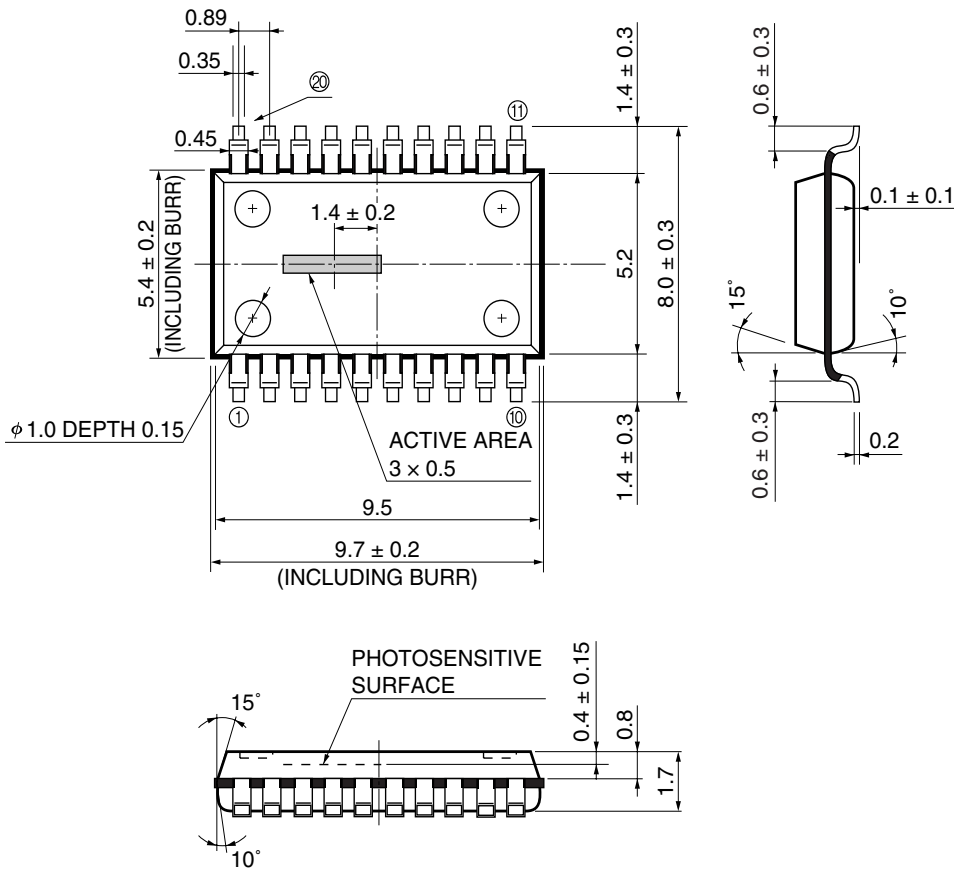 0.89
0.35
⑳
⑪
0.45
1.4 ± 0.3
0.6 ± 0.3
1.4 ± 0.2
0.1 ± 0.1
5.4 ± 0.2
(INCLUDING BURR)
5.2
8.0 ± 0.3
15°
10°
①
⑩
φ1.0 DEPTH 0.15
ACTIVE AREA
3 × 0.5
1.4 ± 0.3
0.6 ± 0.3
0.2
9.5
9.7 ± 0.2
(INCLUDING BURR)
PHOTOSENSITIVE
SURFACE
15°
0.4 ± 0.15
0.8
1.7
10°